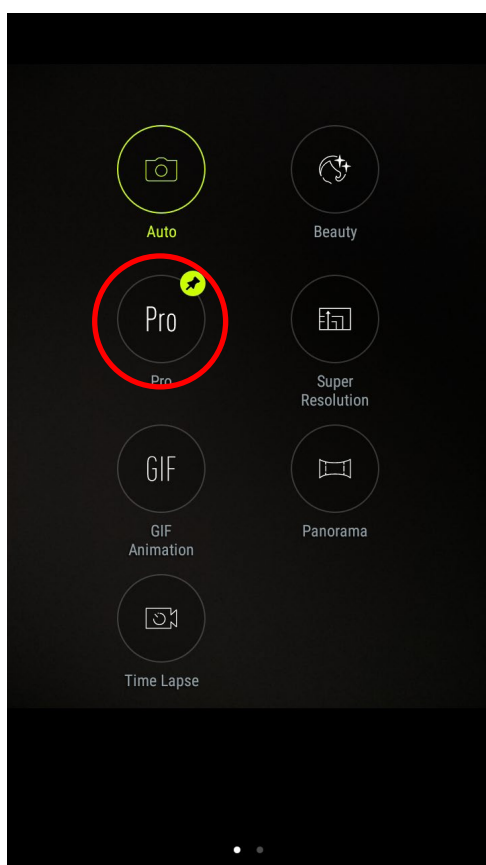 Auto
Beauty
Pro
Pro
Super
Resolution
GIF
GIF
Animation
Panorama
Time Lapse